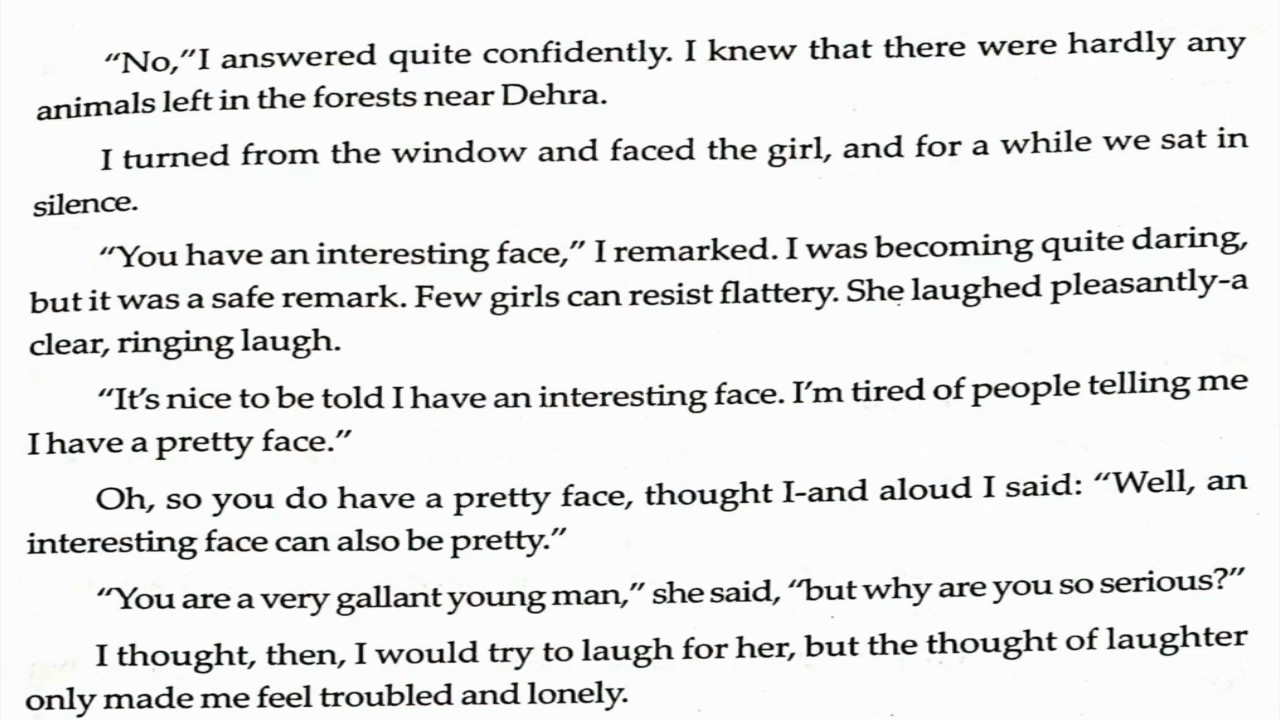 “No,”I answered quite confidently. I knew that there were hardly any
animals left in the forests near Dehra.
I turned from the window and faced the girl, and for a while we sat in
silence.
“You have an interesting face,” I remarked. I was becoming quite daring,
but it was a safe remark. Few girls can resist flattery. She laughed pleasantly-a
clear, ringing laugh.
“It’s nice to be told I have an interesting face. I’m tired of people telling me
I have a pretty face.”
Oh, so you do have a pretty face, thought I-and aloud I said: “Well, an
interesting face can also be pretty.”
“You are a very gallant young man,” she said, “but why are you so serious?”
I thought, then, I would try to laugh for her, but the thought of laughter
only made me feel troubled and lonely.